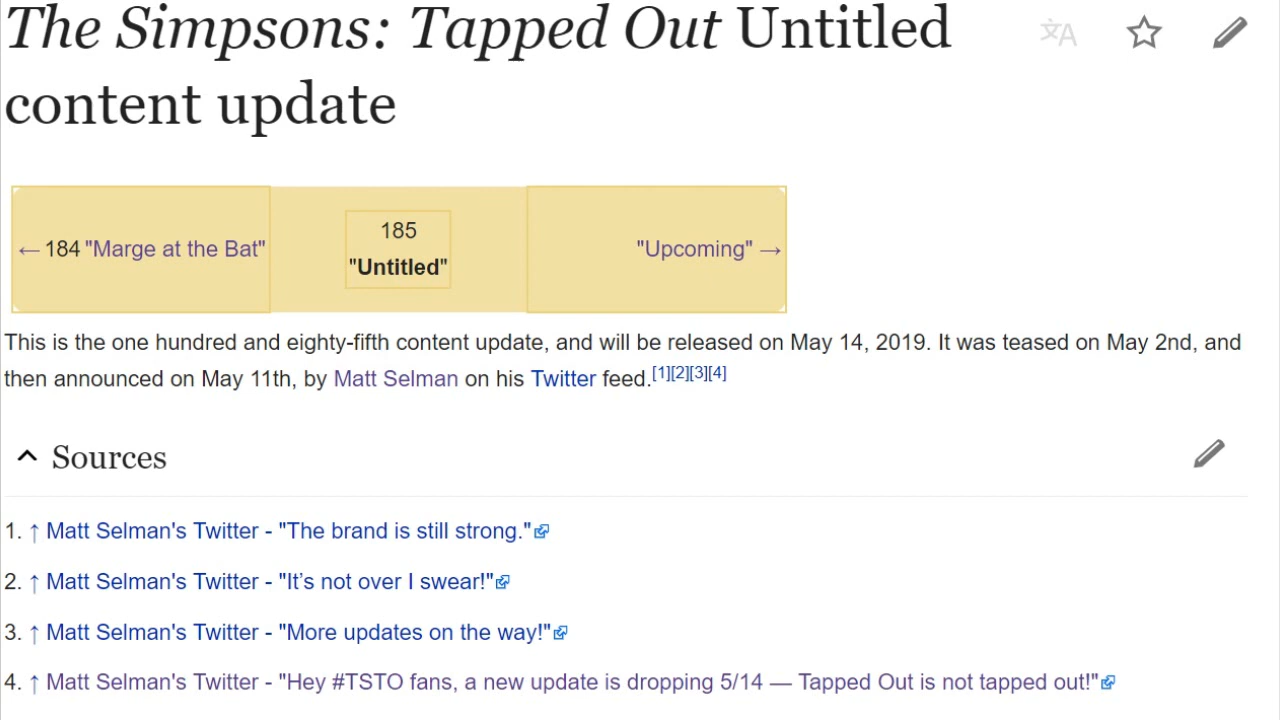 The Simpsons: Tapped Out Untitled
content update
← 184 "Marge at the Bat"
185
"Untitled"
"Upcoming" →
This is the one hundred and eighty-fifth content update, and will be released on May 14, 2019. It was teased on May 2nd, and
then announced on May 11th, by Matt Selman on his Twitter feed.[1][2][3][4]
Sources
1. ↑ Matt Selman's Twitter - "The brand is still strong."
2. ↑ Matt Selman's Twitter - "It’s not over I swear!"
3. ↑ Matt Selman's Twitter - "More updates on the way!"
4. ↑ Matt Selman's Twitter - "Hey #TSTO fans, a new update is dropping 5/14 — Tapped Out is not tapped out!"